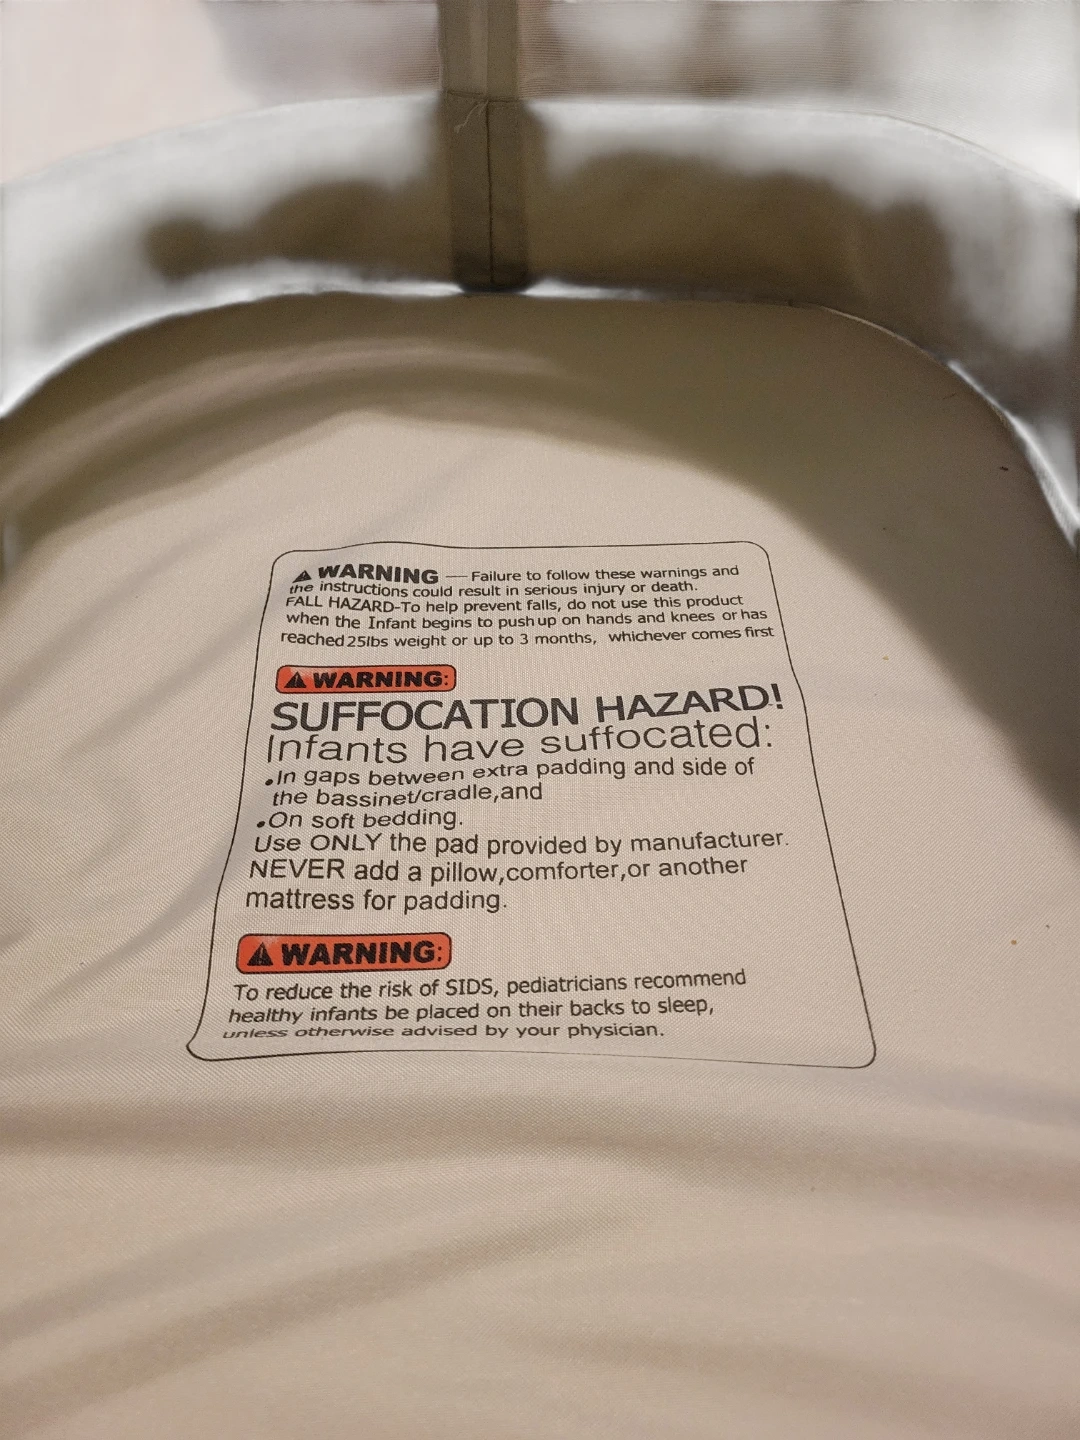 ⚠ WARNING — Failure to follow these warnings and
the instructions could result in serious injury or death.
FALL HAZARD-To help prevent falls, do not use this product
when the Infant begins to push up on hands and knees or has
reached 25lbs weight or up to 3 months, whichever comes first
⚠ WARNING:
SUFFOCATION HAZARD!
Infants have suffocated:
•In gaps between extra padding and side of
the bassinet/cradle,and
•On soft bedding.
Use ONLY the pad provided by manufacturer.
NEVER add a pillow,comforter,or another
mattress for padding.
⚠ WARNING:
To reduce the risk of SIDS, pediatricians recommend
healthy infants be placed on their backs to sleep,
unless otherwise advised by your physician.